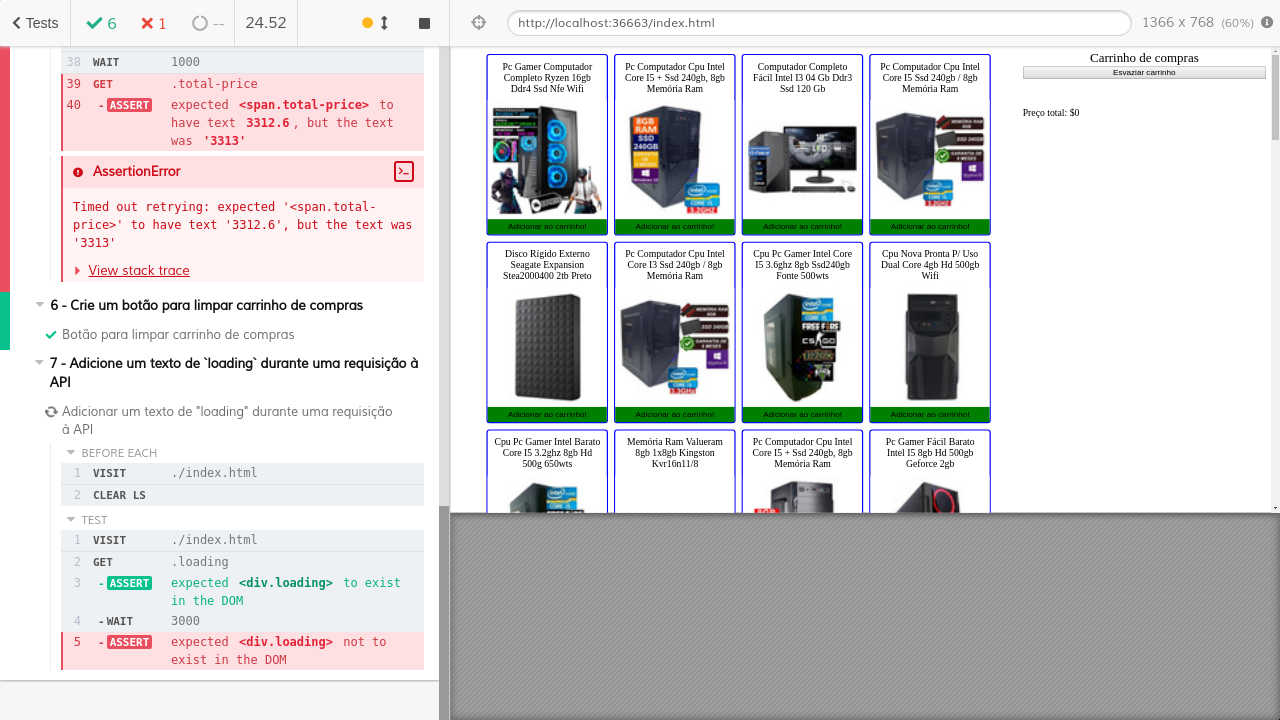 Tests
6
1
--
24.52
http://localhost:36663/index.html
1366 x 768 (60%)
38 WAIT 1000
39 GET .total-price
40 -ASSERT expected <span.total-price> to
have text 3312.6, but the text
was '3313'
AssertionError
Timed out retrying: expected '<span.total-
price>' to have text 3312.6', but the text was
'3313'
View stack trace
6 - Crie um botão para limpar carrinho de compras
Botão para limpar carrinho de compras
7 - Adicione um texto de `loading` durante uma requisição à
API
Adicionar um texto de "loading" durante uma requisição
à API
BEFORE EACH
1 VISIT ./index.html
2 CLEAR LS
TEST
1 VISIT ./index.html
2 GET .loading
3 -ASSERT expected <div.loading> to exist
in the DOM
4 -WAIT 3000
5 -ASSERT expected <div.loading> not to
exist in the DOM
Pc Gamer Computador
Completo Ryzen 16gb
Ddr4 Ssd Nfe Wifi
Adicionar ao carrinho!
Pc Computador Cpu Intel
Core I5 + Ssd 240gb, 8gb
Memória Ram
8GB
RAM
SSD
240GB
Adicionar ao carrinho!
Computador Completo
Fácil Intel I3 04 Gb Ddr3
Ssd 120 Gb
Adicionar ao carrinho!
Pc Computador Cpu Intel
Core I5 Ssd 240gb / 8gb
Memória Ram
Adicionar ao carrinho!
Disco Rígido Externo
Seagate Expansion
Stea2000400 2tb Preto
Adicionar ao carrinho!
Pc Computador Cpu Intel
Core I3 Ssd 240gb / 8gb
Memória Ram
Adicionar ao carrinho!
Cpu Pc Gamer Intel Core
I5 3.6ghz 8gb Ssd240gb
Fonte 500wts
FREE FIRE
CS GO
Adicionar ao carrinho!
Cpu Nova Pronta P/ Uso
Dual Core 4gb Hd 500gb
Wifi
Adicionar ao carrinho!
Cpu Pc Gamer Intel Barato
Core I5 3.2ghz 8gb Hd
500g 650wts
Memória Ram Valueram
8gb 1x8gb Kingston
Kvr16n11/8
Pc Computador Cpu Intel
Core I5 + Ssd 240gb, 8gb
Memória Ram
Pc Gamer Fácil Barato
Intel I5 8gb Hd 500gb
Geforce 2gb
Carrinho de compras
Esvaziar carrinho
Preço total: $0